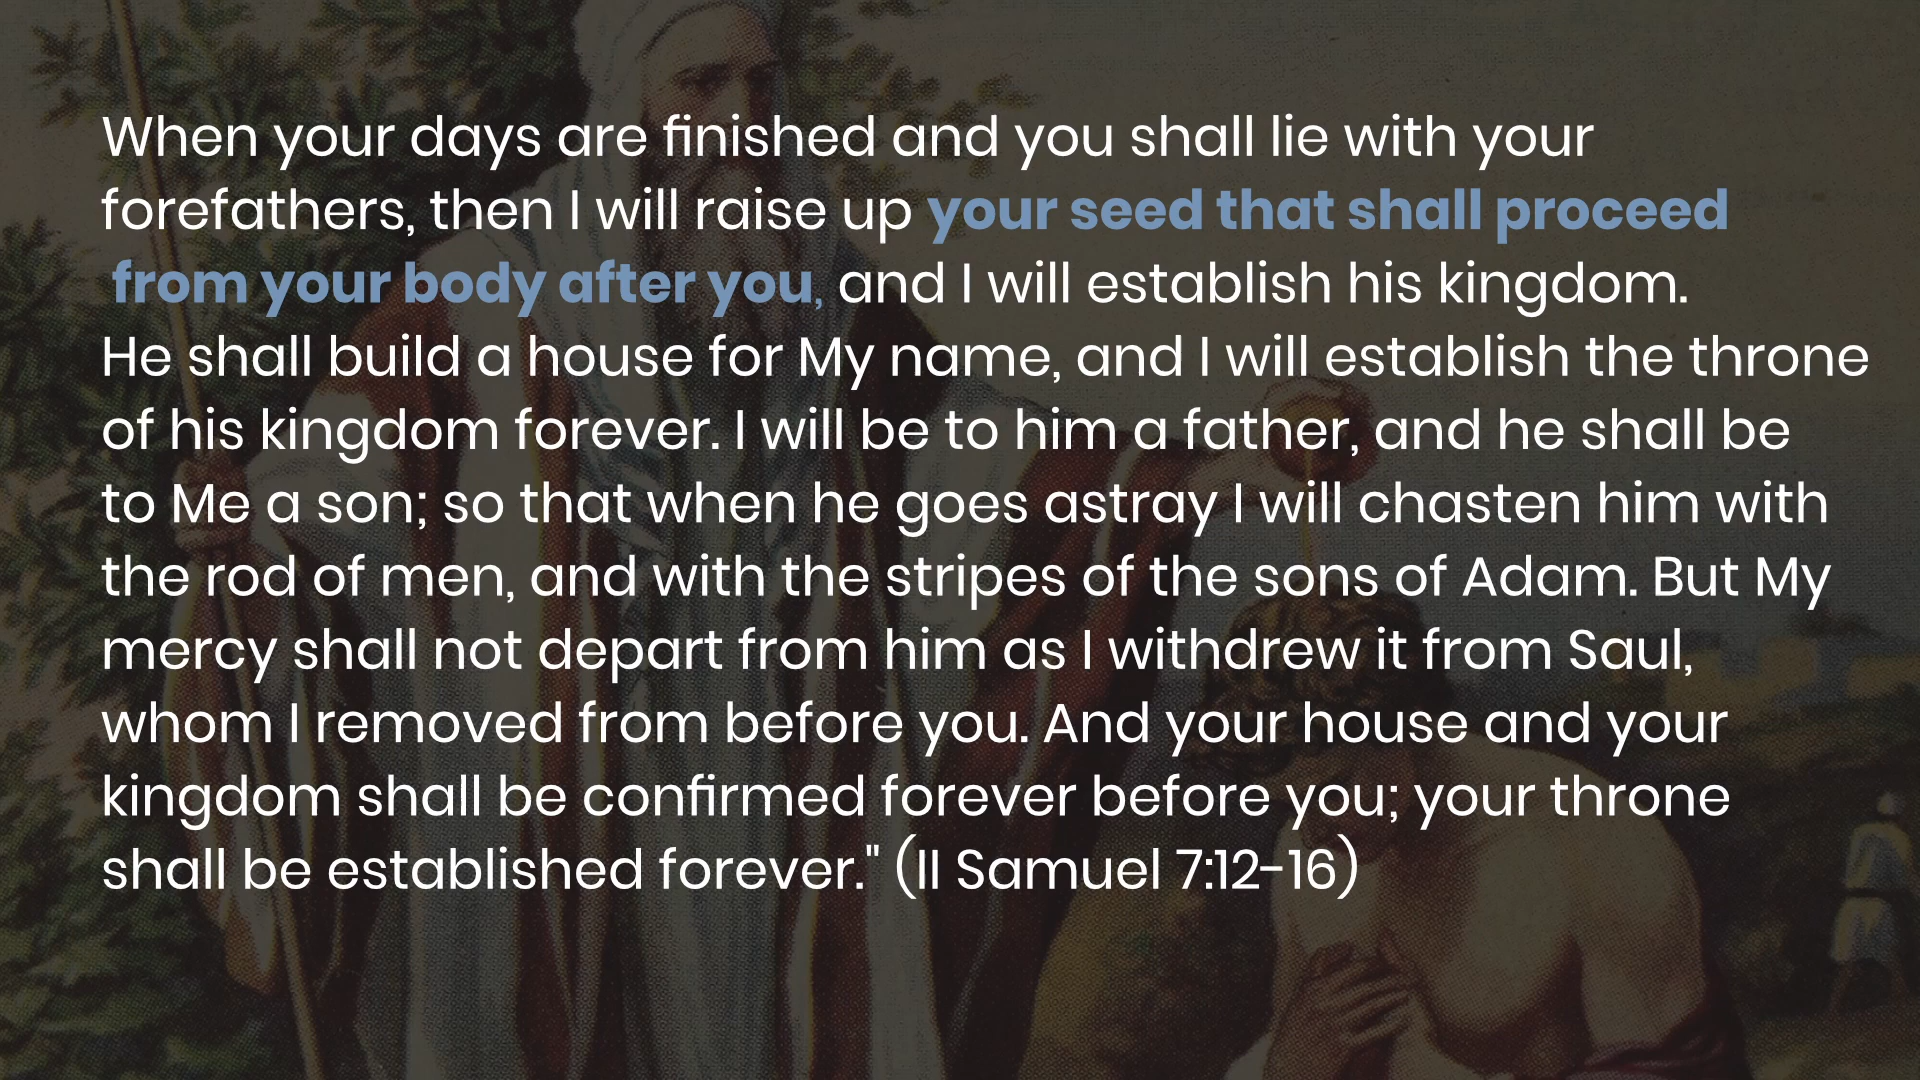 When your days are finished and you shall lie with your
forefathers, then I will raise up your seed that shall proceed
from your body after you, and I will establish his kingdom.
He shall build a house for My name, and I will establish the throne
of his kingdom forever. I will be to him a father, and he shall be
to Me a son; so that when he goes astray I will chasten him with
the rod of men, and with the stripes of the sons of Adam. But My
mercy shall not depart from him as I withdrew it from Saul,
whom I removed from before you. And your house and your
kingdom shall be confirmed forever before you; your throne
shall be established forever." (II Samuel 7:12-16)